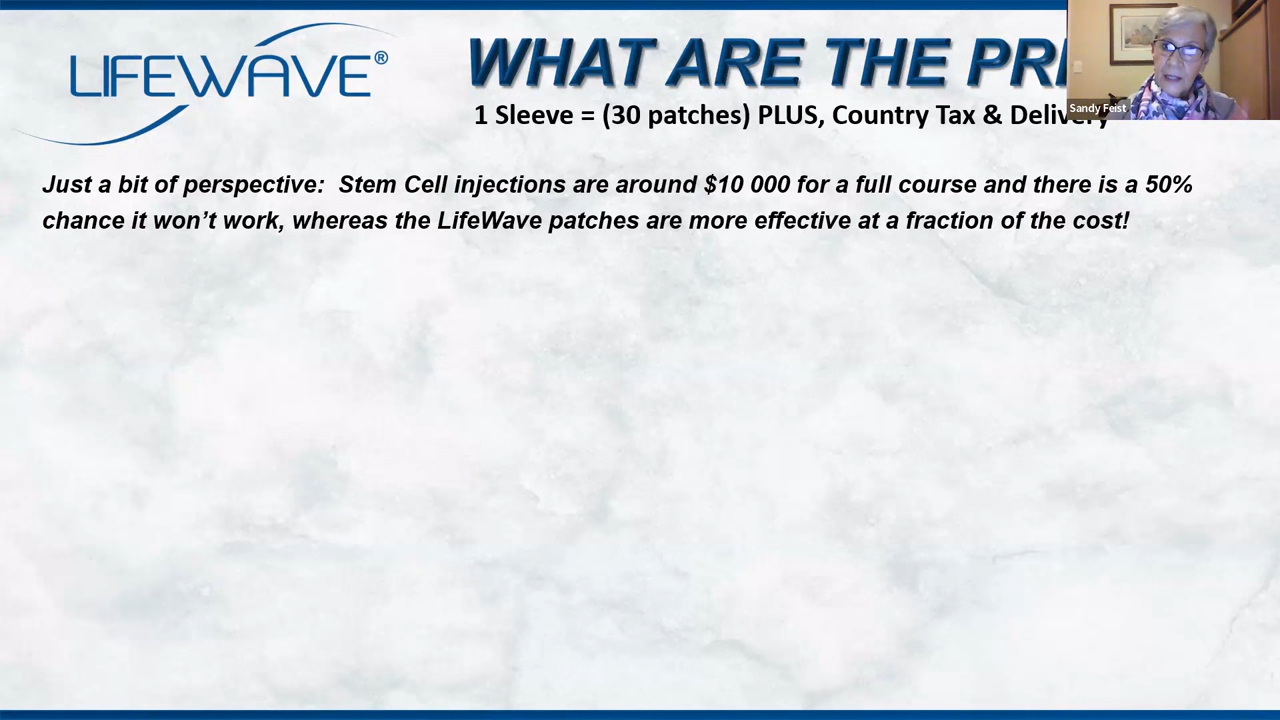 LIFEWAVE®
WHAT ARE THE
1 Sleeve = (30 patches) PLUS, Country Tax & Delivery
Sandy Feist
Just a bit of perspective: Stem Cell injections are around $10 000 for a full course and there is a 50%
chance it won’t work, whereas the LifeWave patches are more effective at a fraction of the cost!